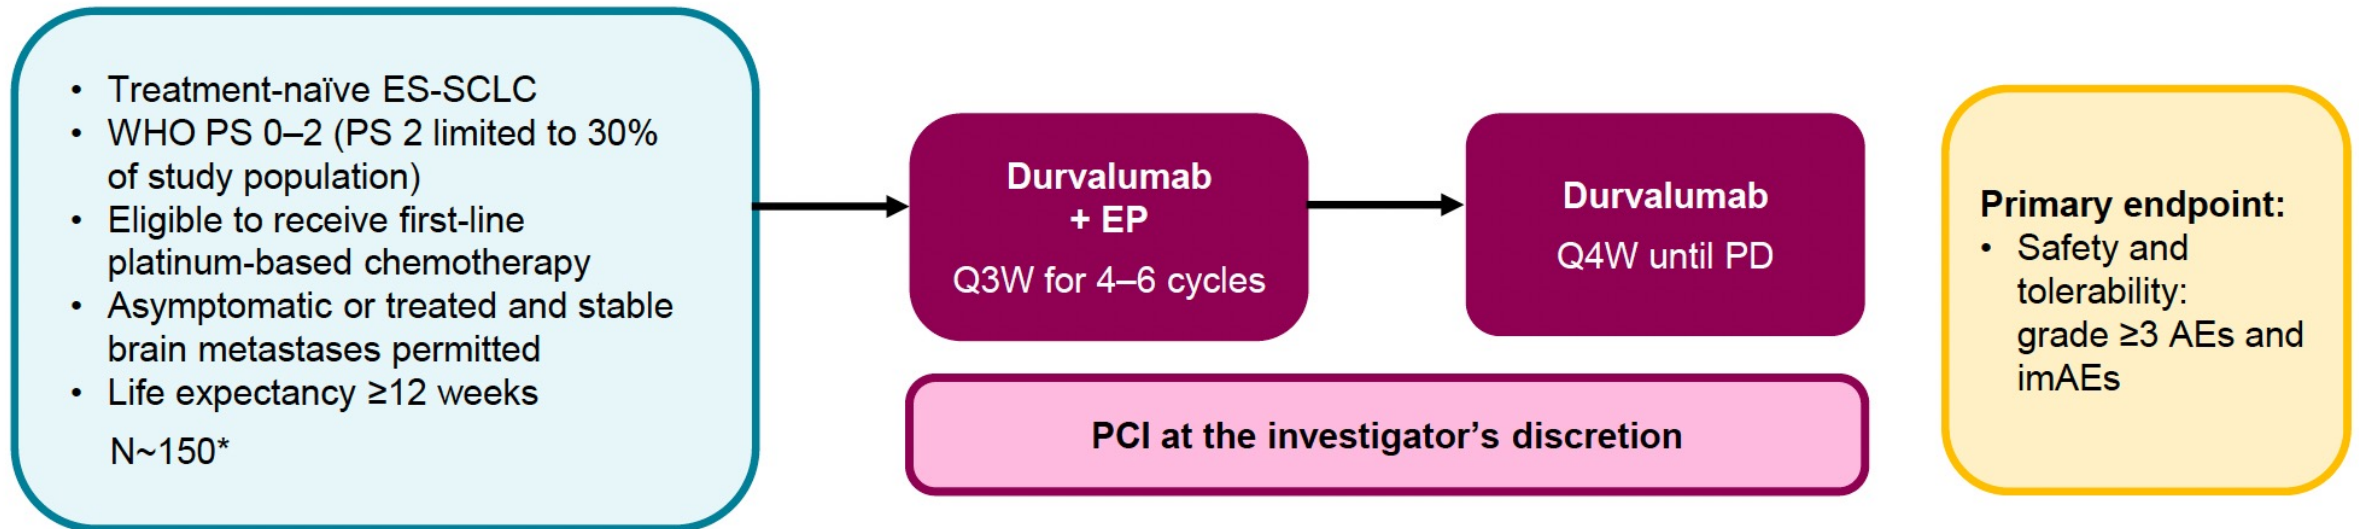 • Treatment-naïve ES-SCLC
• WHO PS 0–2 (PS 2 limited to 30%
of study population)
• Eligible to receive first-line
platinum-based chemotherapy
• Asymptomatic or treated and stable
brain metastases permitted
• Life expectancy ≥12 weeks
N~150*
Durvalumab
+ EP
Q3W for 4–6 cycles
Durvalumab
Q4W until PD
PCI at the investigator’s discretion
Primary endpoint:
• Safety and
tolerability:
grade ≥3 AEs and
imAEs